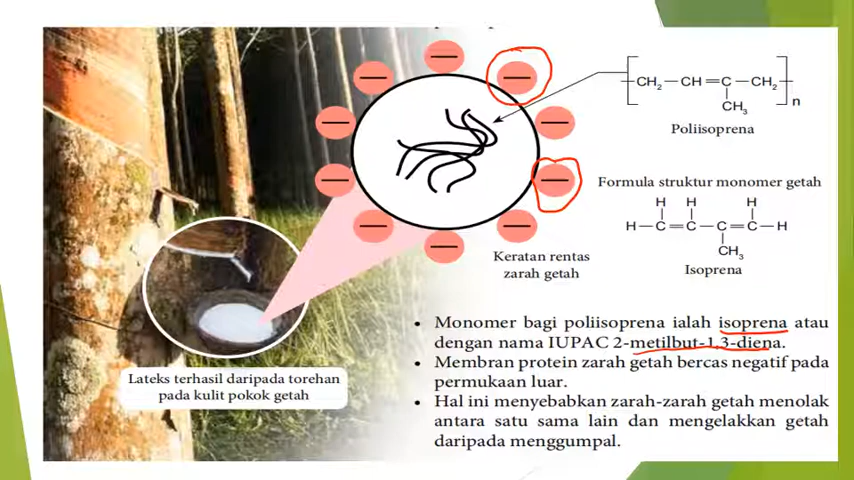 CH2 — CH = C — CH2
CH3
n
Poliisoprena
Formula struktur monomer getah
H H H
H — C = C — C = C — H
CH3
Isoprena
Keratan rentas
zarah getah
Lateks terhasil daripada torehan
pada kulit pokok getah
• Monomer bagi poliisoprena ialah isoprena atau
dengan nama IUPAC 2-metilbut-1,3-diena.
• Membran protein zarah getah bercas negatif pada
permukaan luar.
• Hal ini menyebabkan zarah-zarah getah menolak
antara satu sama lain dan mengelakkan getah
daripada menggumpal.